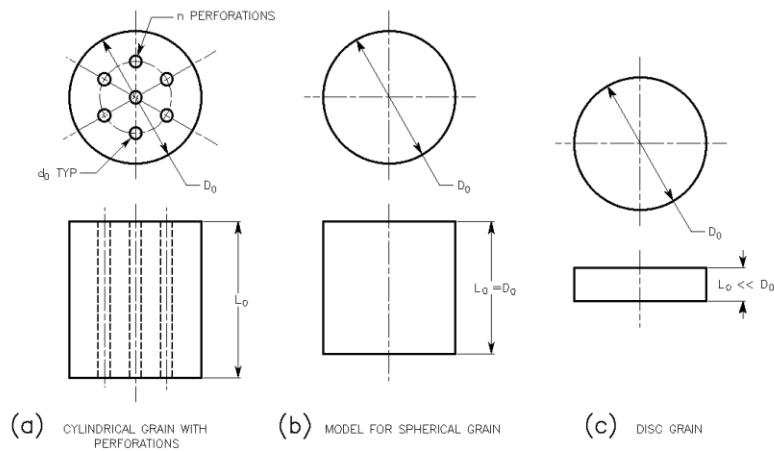 n PERFORATIONS
d₀ TYP
D₀
L₀
(a) CYLINDRICAL GRAIN WITH
PERFORATIONS
D₀
L₀ =D₀
(b) MODEL FOR SPHERICAL GRAIN
D₀
L₀ << D₀
(c) DISC GRAIN